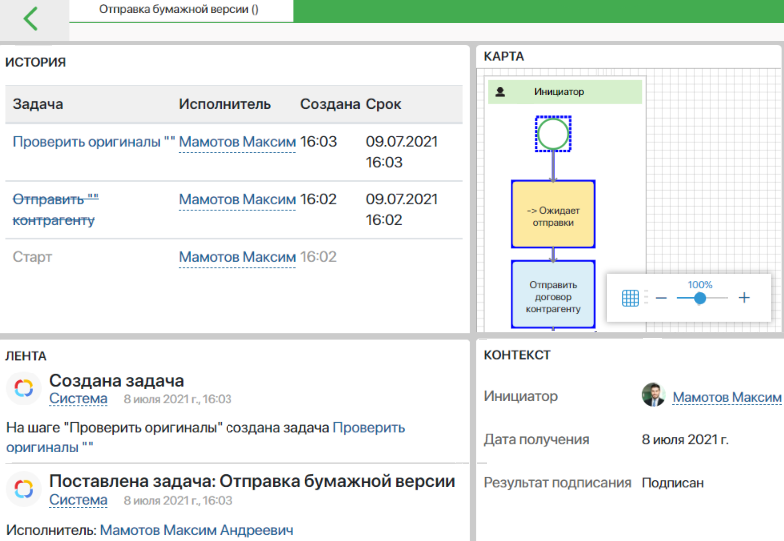 Отправка бумажной версии ()
ИСТОРИЯ
Задача Исполнитель Создана Срок
Проверить оригиналы "" Мамотов Максим 16:03 09.07.2021
16:03
Отправить "" Мамотов Максим 16:02 09.07.2021
контрагенту 16:02
Старт Мамотов Максим 16:02
КАРТА
Инициатор
-> Ожидает
отправки
Отправить
договор
контрагенту
100%
ЛЕНТА
Создана задача
Система 8 июля 2021 г., 16:03
На шаге "Проверить оригиналы" создана задача Проверить
оригиналы ""
Поставлена задача: Отправка бумажной версии
Система 8 июля 2021 г., 16:03
Исполнитель: Мамотов Максим Андреевич
КОНТЕКСТ
Инициатор Мамотов Максим
Дата получения 8 июля 2021 г.
Результат подписания Подписан